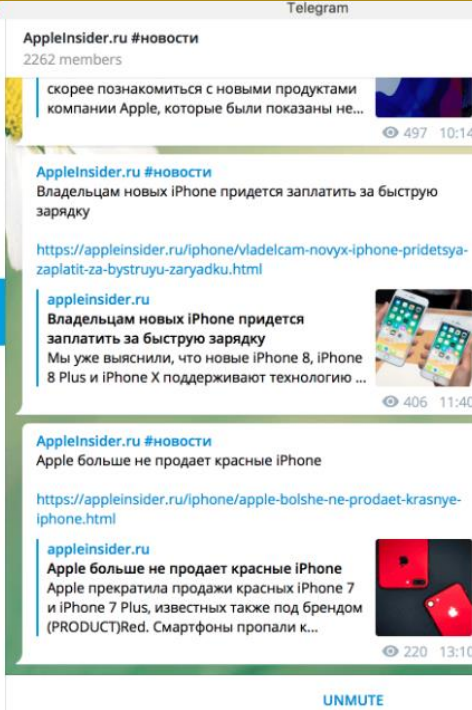 Telegram
AppleInsider.ru #новости
2262 members
скорее познакомиться с новыми продуктами
компании Apple, которые были показаны не...
497 10:14
AppleInsider.ru #новости
Владельцам новых iPhone придется заплатить за быструю
зарядку
https://appleinsider.ru/iphone/vladelcam-novyx-iphone-pridetsya-
zaplatit-za-bystruyu-zaryadku.html
appleinsider.ru
Владельцам новых iPhone придется
заплатить за быструю зарядку
Мы уже выяснили, что новые iPhone 8, iPhone
8 Plus и iPhone X поддерживают технологию ...
406 11:40
AppleInsider.ru #новости
Apple больше не продает красные iPhone
https://appleinsider.ru/iphone/apple-bolshe-ne-prodaet-krasnye-
iphone.html
appleinsider.ru
Apple больше не продает красные iPhone
Apple прекратила продажи красных iPhone 7
и iPhone 7 Plus, известных также под брендом
(PRODUCT)Red. Смартфоны пропали к...
220 13:10
UNMUTE